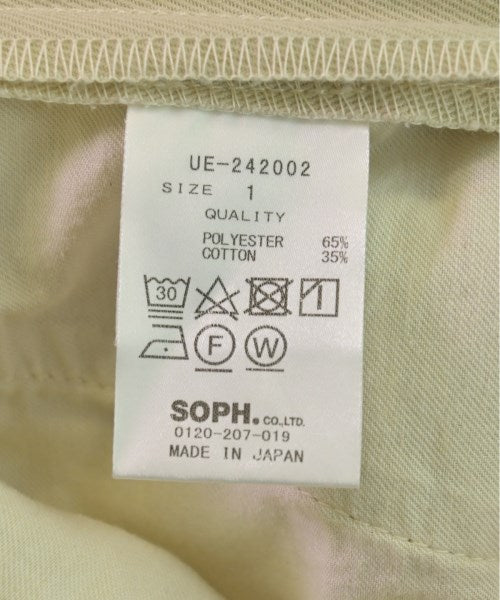 UE-242002
SIZE 1
QUALITY
POLYESTER 65%
COTTON 35%
30
F W
SOPH. CO.,LTD.
0120-207-019
MADE IN JAPAN